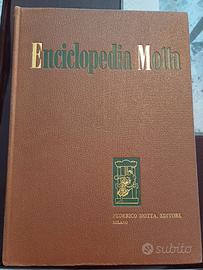 Enciclopedia Motta
FEDERICO MOTTA, EDITORE
MILANO
subito